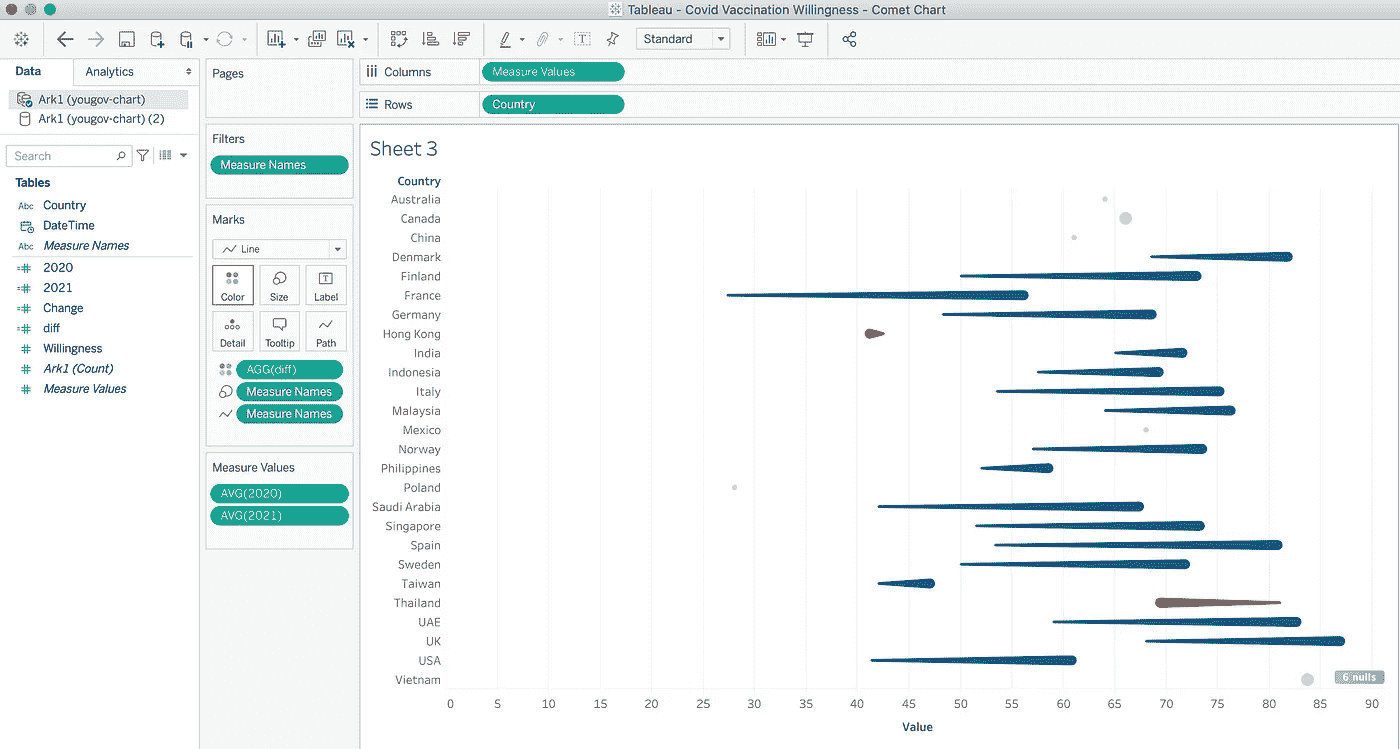 Tableau - Covid Vaccination Willingness - Comet Chart
Standard
Data
Analytics
Ark1 (yougov-chart)
Ark1 (yougov-chart) (2)
Search
Tables
Abc Country
DateTime
Abc Measure Names
=# 2020
=# 2021
=# Change
=# diff
# Willingness
# Ark1 (Count)
# Measure Values
Pages
Filters
Measure Names
Marks
Line
Color Size Label
Detail Tooltip Path
AGG(diff)
Measure Names
Measure Names
Measure Values
AVG(2020)
AVG(2021)
Columns Measure Values
Rows Country
Sheet 3
Country
Australia
Canada
China
Denmark
Finland
France
Germany
Hong Kong
India
Indonesia
Italy
Malaysia
Mexico
Norway
Philippines
Poland
Saudi Arabia
Singapore
Spain
Sweden
Taiwan
Thailand
UAE
UK
USA
Vietnam
6 nulls
0 5 10 15 20 25 30 35 40 45 50 55 60 65 70 75 80 85 90
Value